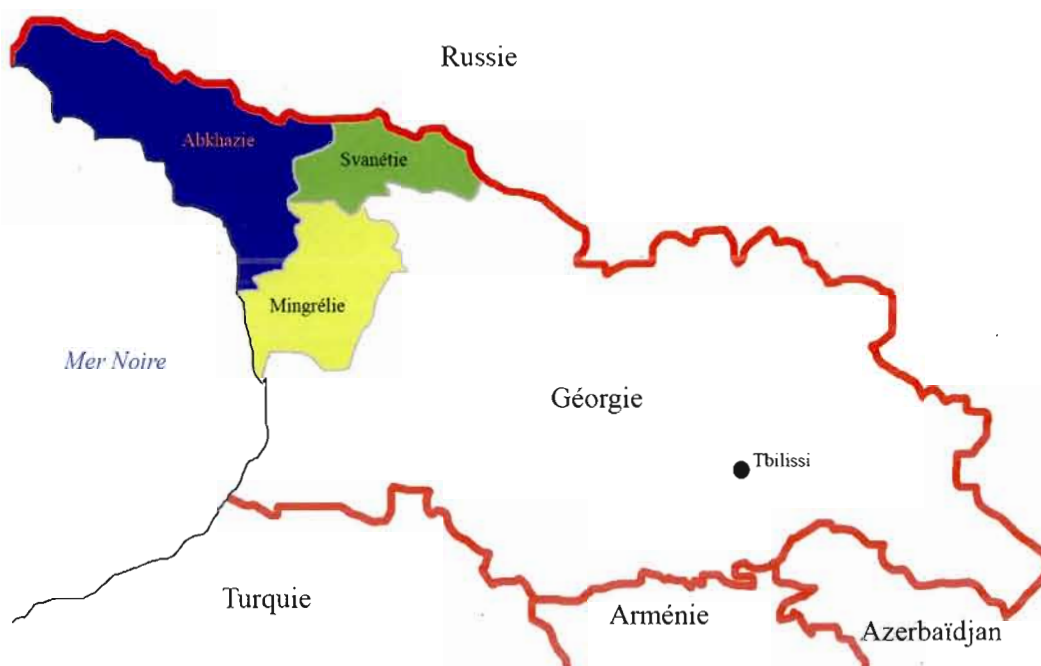 Russie
Abkhazie
Svanétie
Mingrélie
Mer Noire
Géorgie
Tbilissi
Turquie
Arménie
Azerbaïdjan